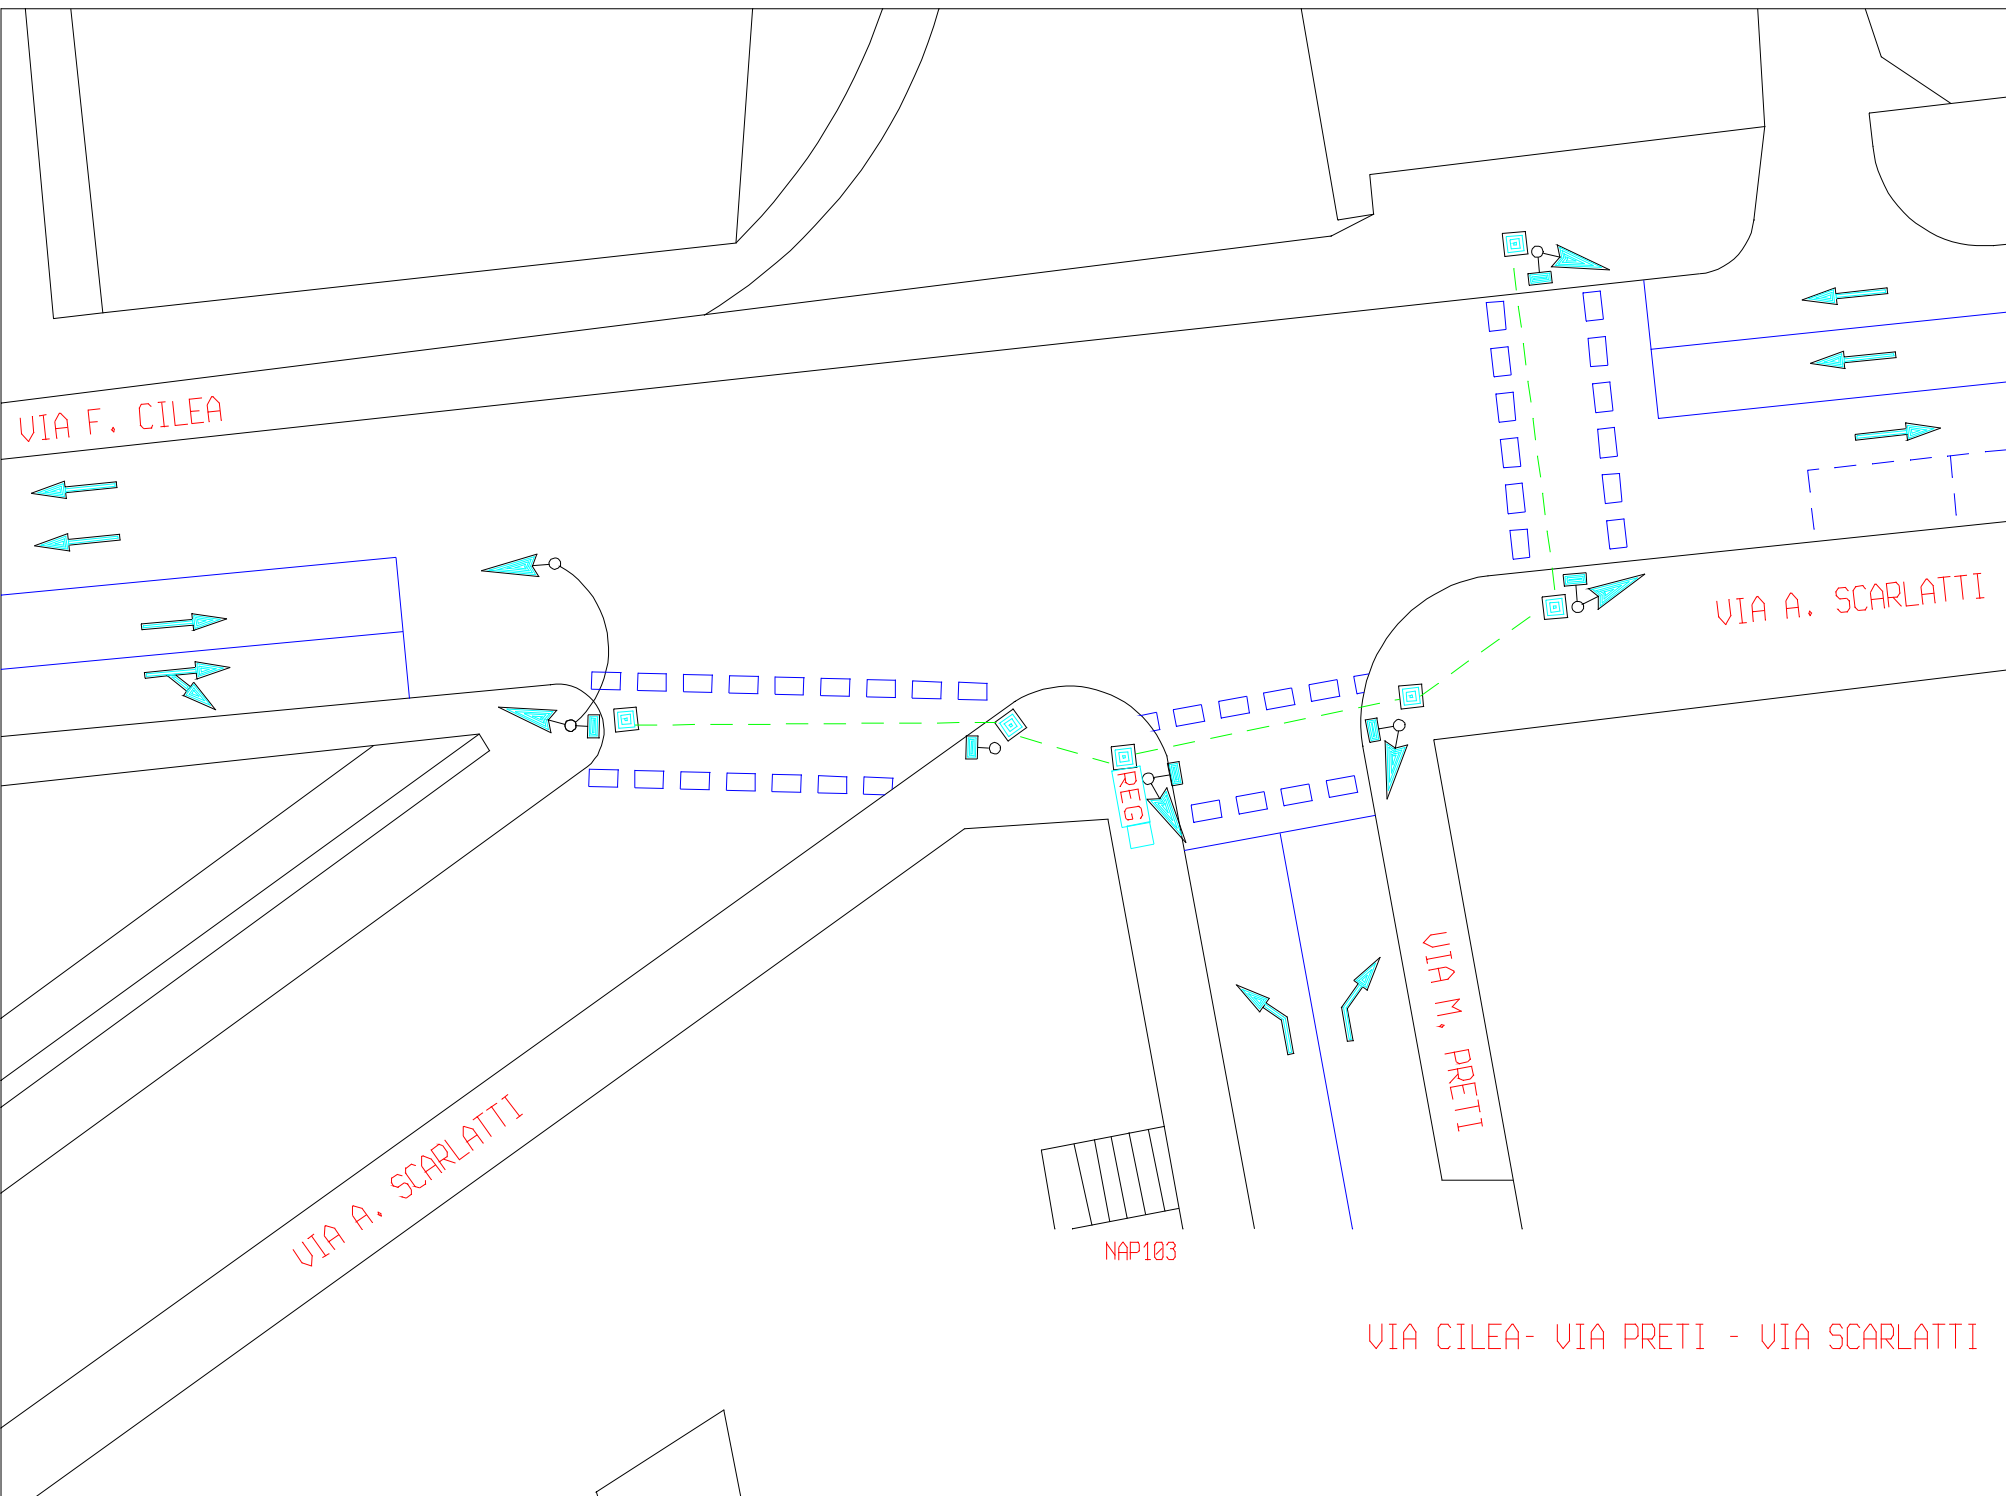 VIA F. CILEA
VIA A. SCARLATTI
REG
VIA M. PRETI
VIA A. SCARLATTI
NAP103
VIA CILEA- VIA PRETI - VIA SCARLATTI